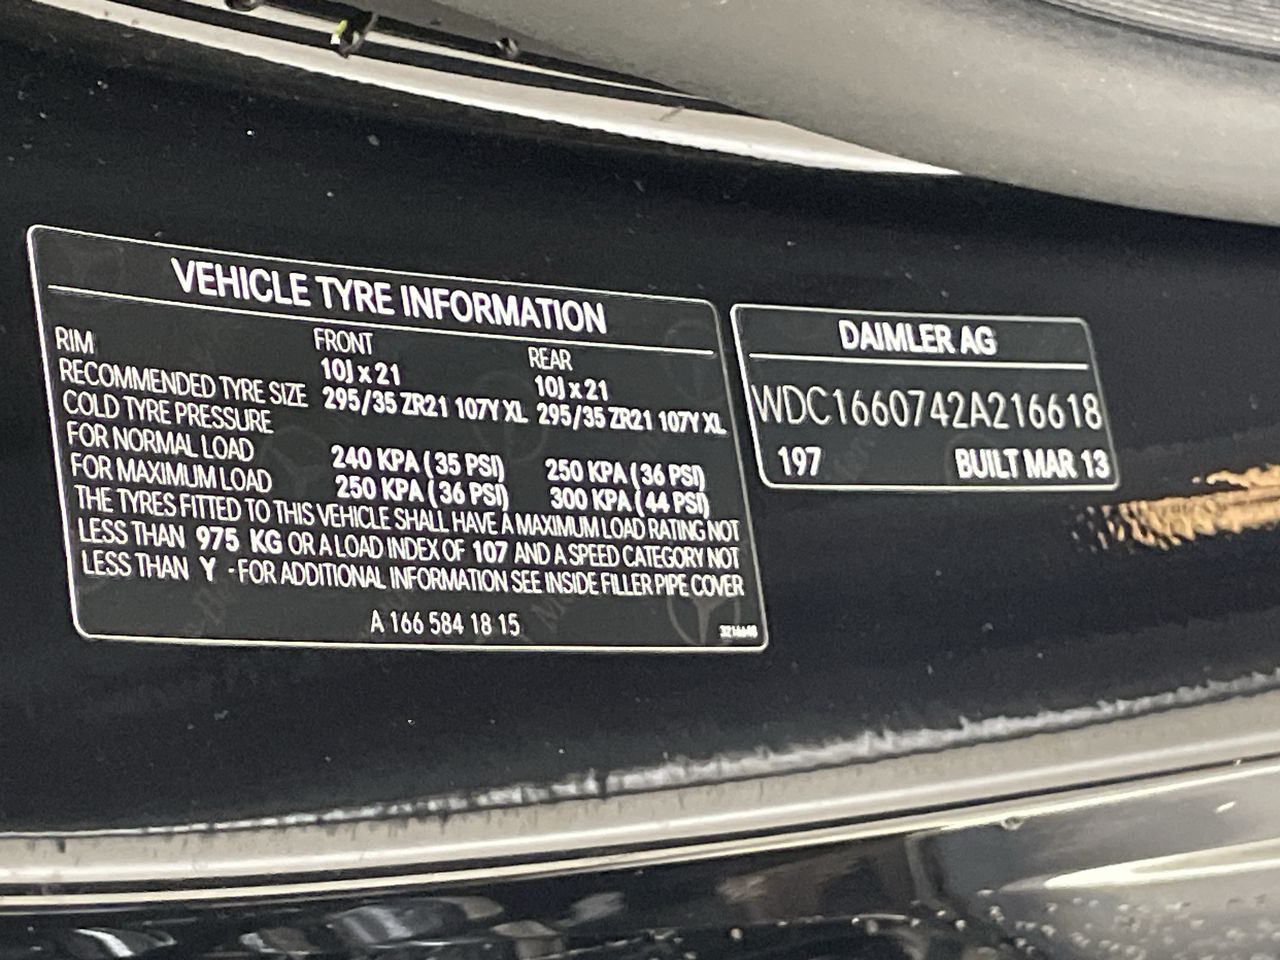 VEHICLE TYRE INFORMATION
FRONT REAR
RIM 10J x 21 10J x 21
RECOMMENDED TYRE SIZE 295/35 ZR21 107Y XL 295/35 ZR21 107Y XL
COLD TYRE PRESSURE
FOR NORMAL LOAD 240 KPA (35 PSI) 250 KPA (36 PSI)
FOR MAXIMUM LOAD 250 KPA (36 PSI) 300 KPA (44 PSI)
THE TYRES FITTED TO THIS VEHICLE SHALL HAVE A MAXIMUM LOAD RATING NOT
LESS THAN 975 KG OR A LOAD INDEX OF 107 AND A SPEED CATEGORY NOT
LESS THAN Y - FOR ADDITIONAL INFORMATION SEE INSIDE FILLER PIPE COVER
A 166 584 18 15
DAIMLER AG
WDC1660742A216618
197 BUILT MAR 13